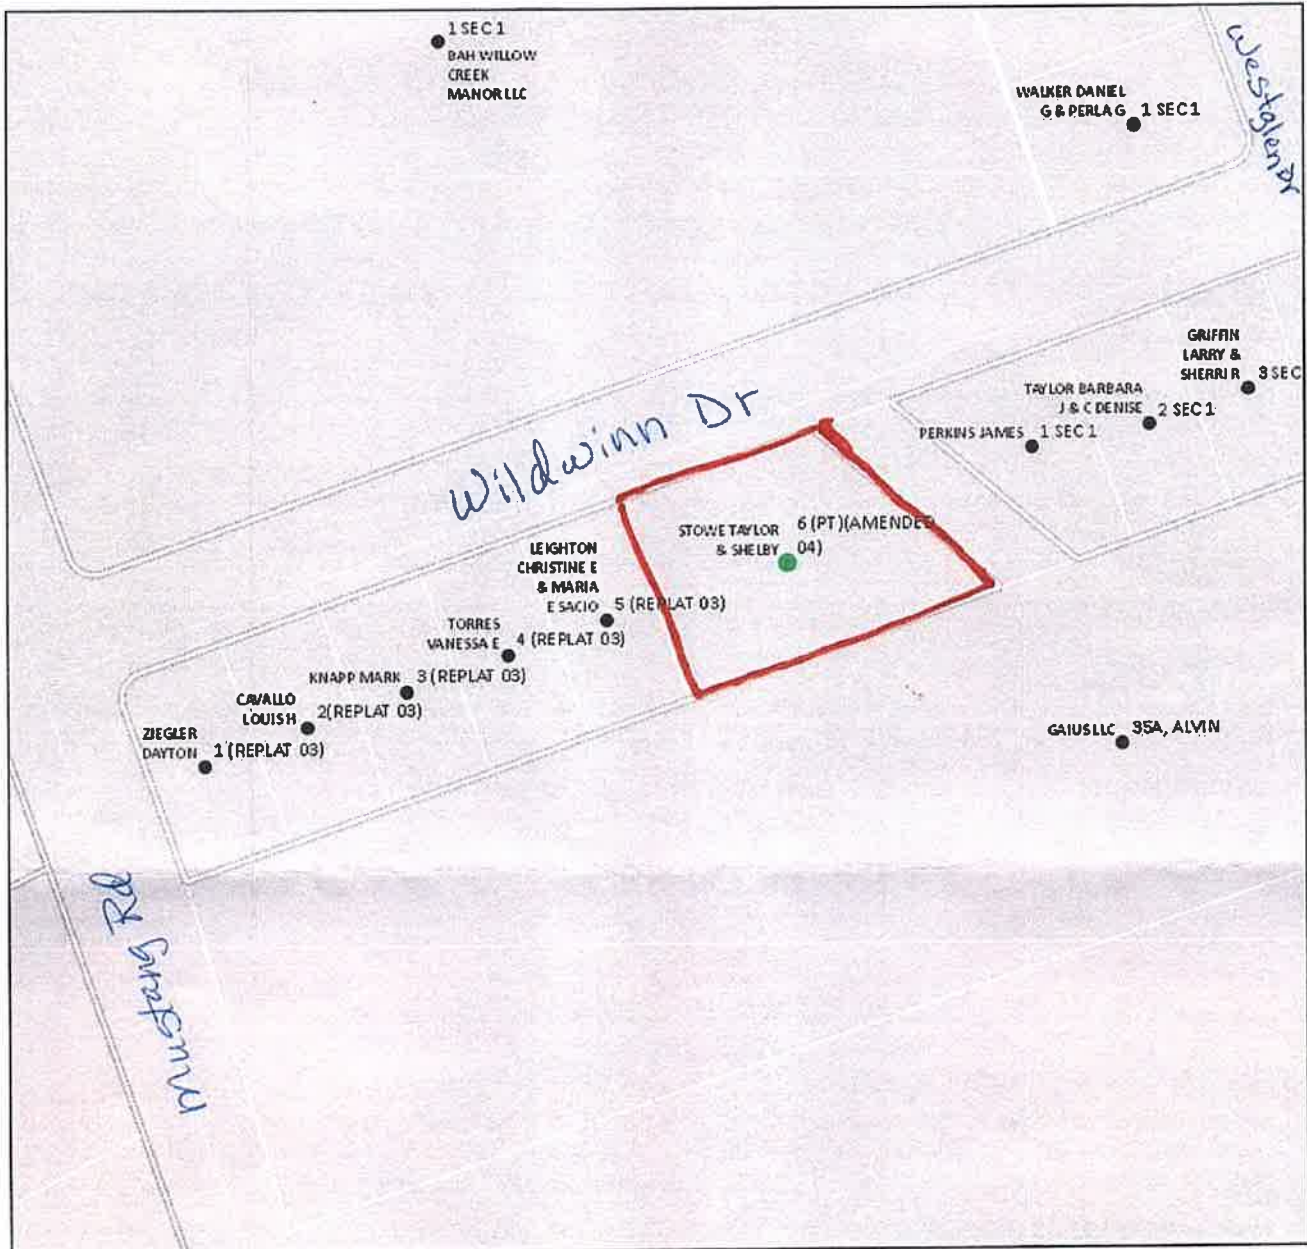 1 SEC 1
BAH WILLOW
CREEK
MANOR LLC
Westglen Dr
WALKER DANIEL
G & PERLA G 1 SEC 1
GRIFFIN
LARRY &
SHERRI R 3 SEC
TAYLOR BARBARA
J & C DENISE 2 SEC 1
PERKINS JAMES 1 SEC 1
Wildwinn Dr
STOWE TAYLOR 6 (PT)(AMENDED
& SHELBY 04)
LEIGHTON
CHRISTINE E
& MARIA
E SACIO 5 (REPLAT 03)
TORRES
VANESSA E 4 (REPLAT 03)
KNAPP MARK 3 (REPLAT 03)
CAVALLO
LOUIS H 2(REPLAT 03)
ZIEGLER
DAYTON 1 (REPLAT 03)
GAIUS LLC 35A, ALVIN
Mustang Rd